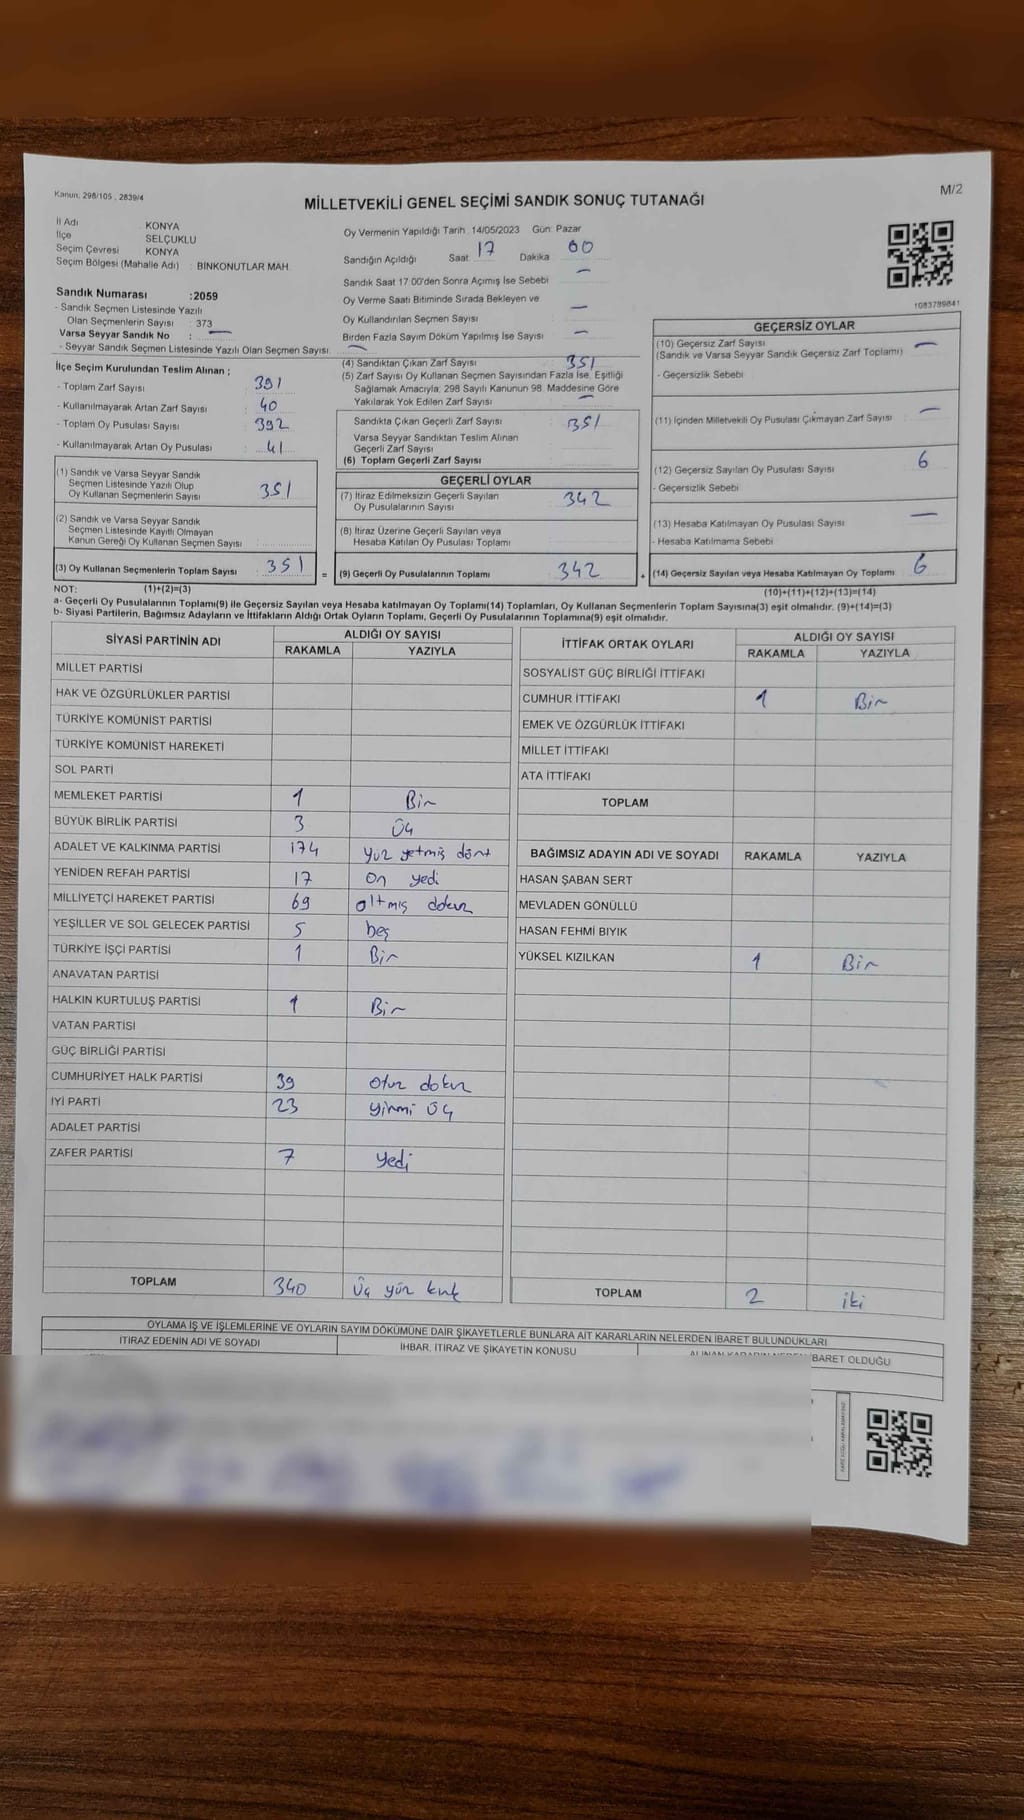 Kanun: 298/105 , 2839/4
M/2
MİLLETVEKİLİ GENEL SEÇİMİ SANDIK SONUÇ TUTANAĞI
İl Adı KONYA
İlçe SELÇUKLU
Seçim Çevresi KONYA
Seçim Bölgesi (Mahalle Adı) : BİNKONUTLAR MAH.
Oy Vermenin Yapıldığı Tarih : 14/05/2023 Gün: Pazar
Sandığın Açıldığı Saat 17 Dakika 00
Sandık Saat 17:00'den Sonra Açımış İse Sebebi —
Oy Verme Saati Bitiminde Sırada Bekleyen ve
Oy Kullandırılan Seçmen Sayısı —
Birden Fazla Sayım Döküm Yapılmış İse Sayısı —
1083789841
Sandık Numarası :2059
- Sandık Seçmen Listesinde Yazılı
Olan Seçmenlerin Sayısı : 373
Varsa Seyyar Sandık No : —
- Seyyar Sandık Seçmen Listesinde Yazılı Olan Seçmen Sayısı: —
İlçe Seçim Kurulundan Teslim Alınan ;
- Toplam Zarf Sayısı : 391
- Kullanılmayarak Artan Zarf Sayısı : 40
- Toplam Oy Pusulası Sayısı : 392
- Kullanılmayarak Artan Oy Pusulası : 41
(1) Sandık ve Varsa Seyyar Sandık
Seçmen Listesinde Yazılı Olup
Oy Kullanan Seçmenlerin Sayısı 351
(2) Sandık ve Varsa Seyyar Sandık
Seçmen Listesinde Kayıtlı Olmayan
Kanun Gereği Oy Kullanan Seçmen Sayısı
(3) Oy Kullanan Seçmenlerin Toplam Sayısı 351
(4) Sandıktan Çıkan Zarf Sayısı 351
(5) Zarf Sayısı Oy Kullanan Seçmen Sayısından Fazla İse, Eşitliği
Sağlamak Amacıyla, 298 Sayılı Kanunun 98. Maddesine Göre
Yakılarak Yok Edilen Zarf Sayısı —
Sandıkta Çıkan Geçerli Zarf Sayısı 351
Varsa Seyyar Sandıktan Teslim Alınan
Geçerli Zarf Sayısı
(6) Toplam Geçerli Zarf Sayısı
GEÇERLİ OYLAR
(7) İtiraz Edilmeksizin Geçerli Sayılan
Oy Pusulalarının Sayısı 342
(8) İtiraz Üzerine Geçerli Sayılan veya
Hesaba Katılan Oy Pusulası Toplamı
= (9) Geçerli Oy Pusulalarının Toplamı 342
GEÇERSİZ OYLAR
(10) Geçersiz Zarf Sayısı —
(Sandık ve Varsa Seyyar Sandık Geçersiz Zarf Toplamı)
- Geçersizlik Sebebi
(11) İçinden Milletvekili Oy Pusulası Çıkmayan Zarf Sayısı —
(12) Geçersiz Sayılan Oy Pusulası Sayısı 6
- Geçersizlik Sebebi
(13) Hesaba Katılmayan Oy Pusulası Sayısı —
- Hesaba Katılmama Sebebi
+ (14) Geçersiz Sayılan veya Hesaba Katılmayan Oy Toplamı 6
NOT: (1)+(2)=(3) (10)+(11)+(12)+(13)=(14)
a- Geçerli Oy Pusulalarının Toplamı(9) ile Geçersiz Sayılan veya Hesaba katılmayan Oy Toplamı(14) Toplamları, Oy Kullanan Seçmenlerin Toplam Sayısına(3) eşit olmalıdır. (9)+(14)=(3)
b- Siyasi Partilerin, Bağımsız Adayların ve İttifakların Aldığı Ortak Oyların Toplamı, Geçerli Oy Pusulalarının Toplamına(9) eşit olmalıdır.
SİYASİ PARTİNİN ADI ALDIĞI OY SAYISI
RAKAMLA YAZIYLA
MİLLET PARTİSİ
HAK VE ÖZGÜRLÜKLER PARTİSİ
TÜRKİYE KOMÜNİST PARTİSİ
TÜRKİYE KOMÜNİST HAREKETİ
SOL PARTİ
MEMLEKET PARTİSİ 1 Bir
BÜYÜK BİRLİK PARTİSİ 3 üç
ADALET VE KALKINMA PARTİSİ 174 yüz yetmiş dört
YENİDEN REFAH PARTİSİ 17 on yedi
MİLLİYETÇİ HAREKET PARTİSİ 69 altmış dokuz
YEŞİLLER VE SOL GELECEK PARTİSİ 5 beş
TÜRKİYE İŞÇİ PARTİSİ 1 Bir
ANAVATAN PARTİSİ
HALKIN KURTULUŞ PARTİSİ 1 Bir
VATAN PARTİSİ
GÜÇ BİRLİĞİ PARTİSİ
CUMHURİYET HALK PARTİSİ 39 otuz dokuz
İYİ PARTİ 23 yirmi üç
ADALET PARTİSİ
ZAFER PARTİSİ 7 yedi
TOPLAM 340 Üç yüz kırk
İTTİFAK ORTAK OYLARI ALDIĞI OY SAYISI
RAKAMLA YAZIYLA
SOSYALİST GÜÇ BİRLİĞİ İTTİFAKI
CUMHUR İTTİFAKI 1 Bir
EMEK VE ÖZGÜRLÜK İTTİFAKI
MİLLET İTTİFAKI
ATA İTTİFAKI
TOPLAM
BAĞIMSIZ ADAYIN ADI VE SOYADI RAKAMLA YAZIYLA
HASAN ŞABAN SERT
MEVLADEN GÖNÜLLÜ
HASAN FEHMİ BIYIK
YÜKSEL KIZILKAN 1 Bir
TOPLAM 2 iki
OYLAMA İŞ VE İŞLEMLERİNE VE OYLARIN SAYIM DÖKÜMÜNE DAİR ŞİKAYETLERLE BUNLARA AİT KARARLARIN NELERDEN İBARET BULUNDUKLARI
İTİRAZ EDENİN ADI VE SOYADI İHBAR, İTİRAZ VE ŞİKAYETİN KONUSU ALINAN KARARIN NEDEN İBARET OLDUĞU